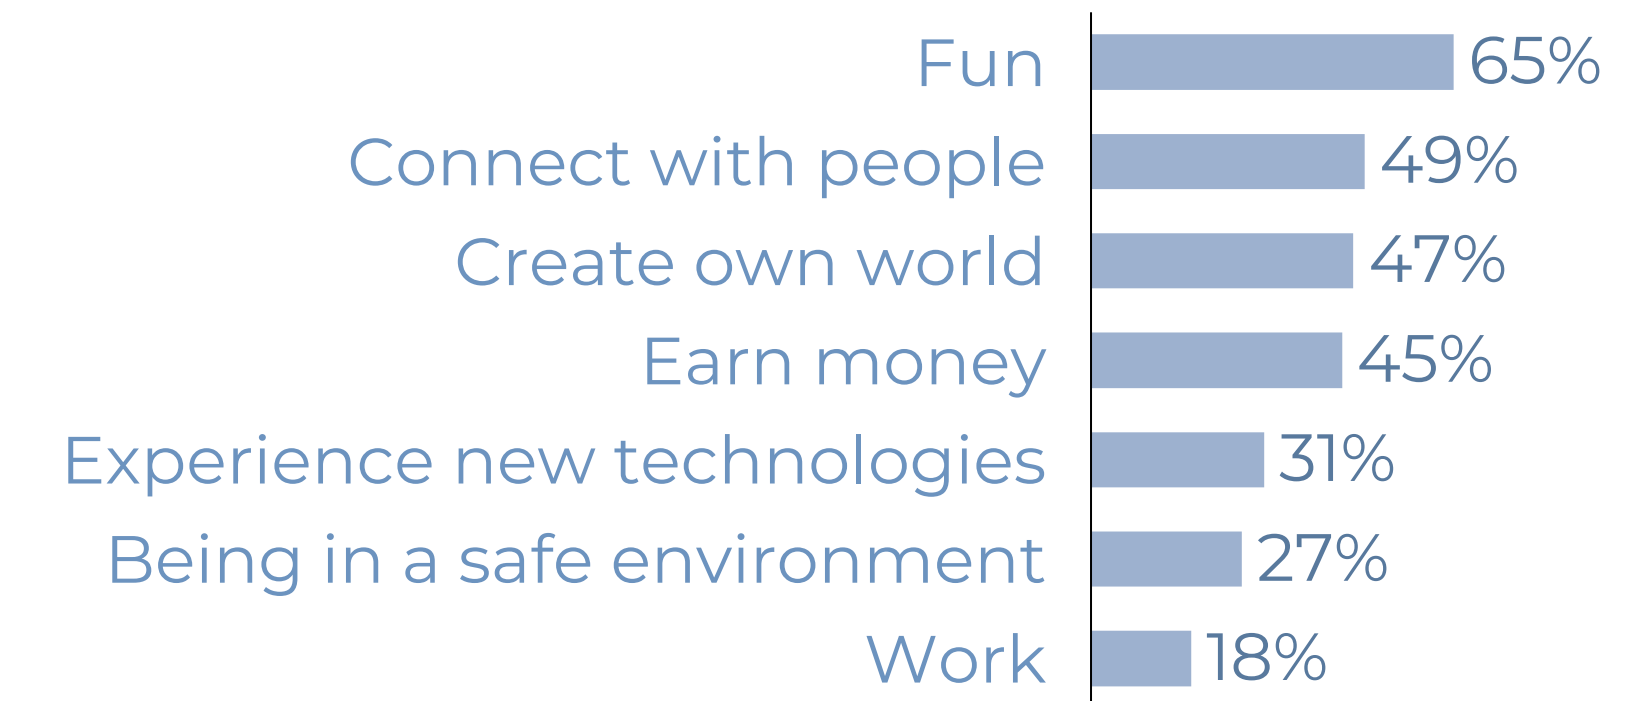 Fun 65%
Connect with people 49%
Create own world 47%
Earn money 45%
Experience new technologies 31%
Being in a safe environment 27%
Work 18%